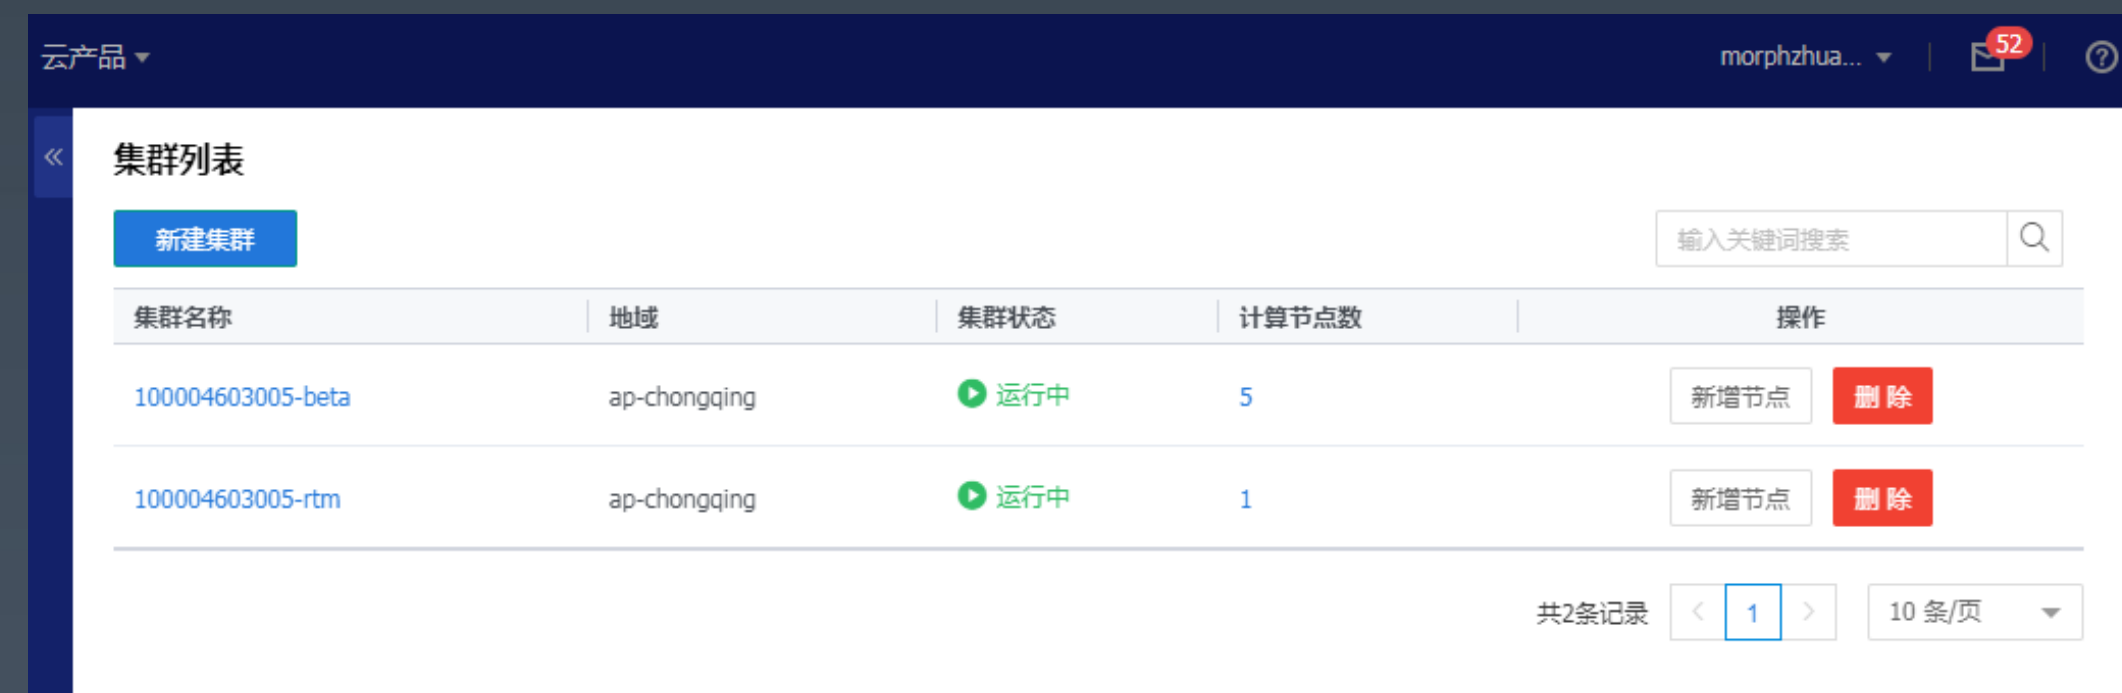 云产品 morphzhua... 52
集群列表
新建集群 输入关键词搜索
集群名称 地域 集群状态 计算节点数 操作
100004603005-beta ap-chongqing 运行中 5 新增节点 删除
100004603005-rtm ap-chongqing 运行中 1 新增节点 删除
共2条记录 1 10 条/页